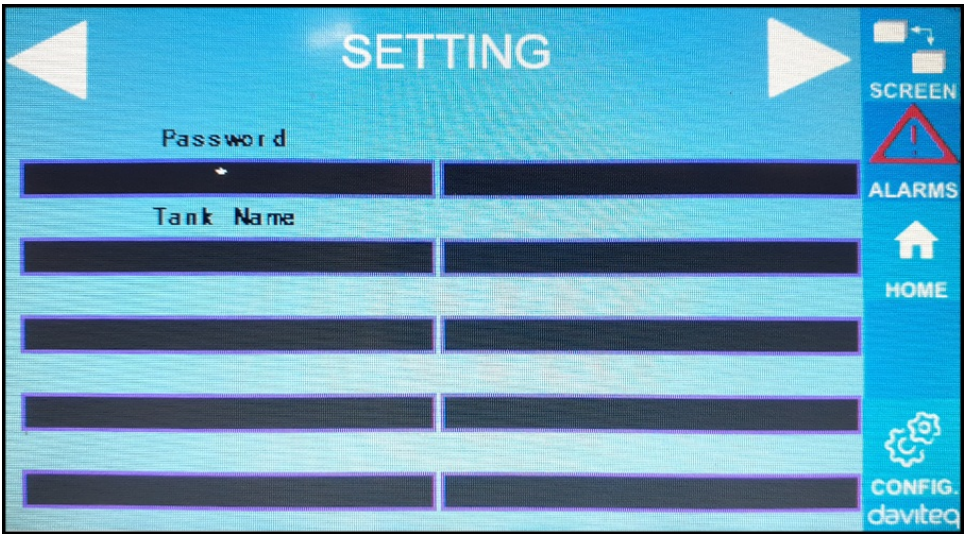 SETTING
SCREEN
Password
*
ALARMS
Tank Name
HOME
CONFIG.
daviteq